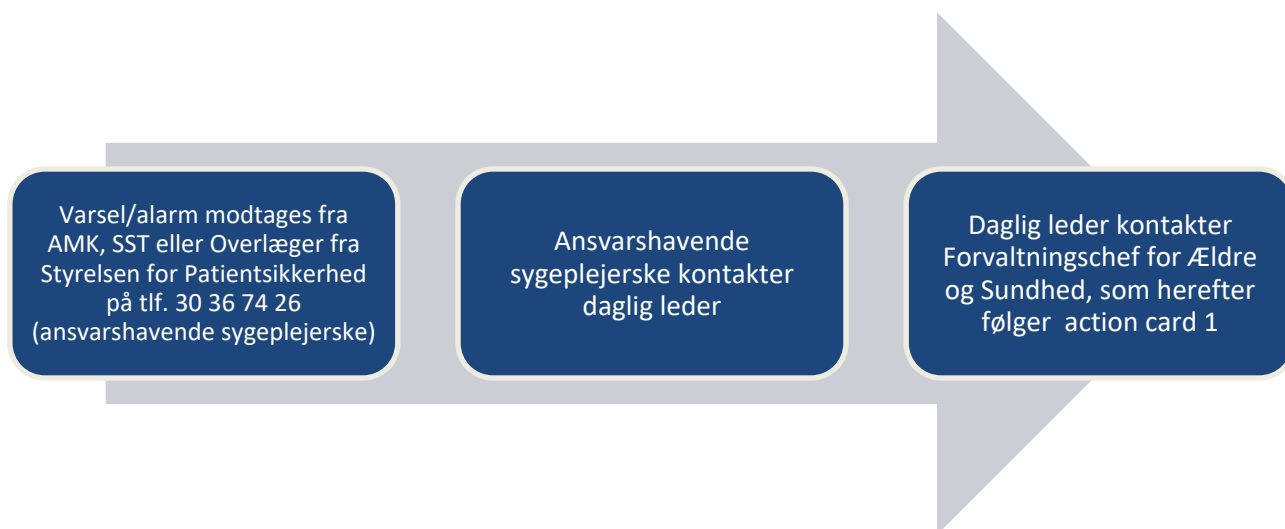 Varsel/alarm modtages fra
AMK, SST eller Overlæger fra
Styrelsen for Patientsikkerhed
på tlf. 30 36 74 26
(ansvarshavende sygeplejerske)
Ansvarshavende
sygeplejerske kontakter
daglig leder
Daglig leder kontakter
Forvaltningschef for Ældre
og Sundhed, som herefter
følger action card 1